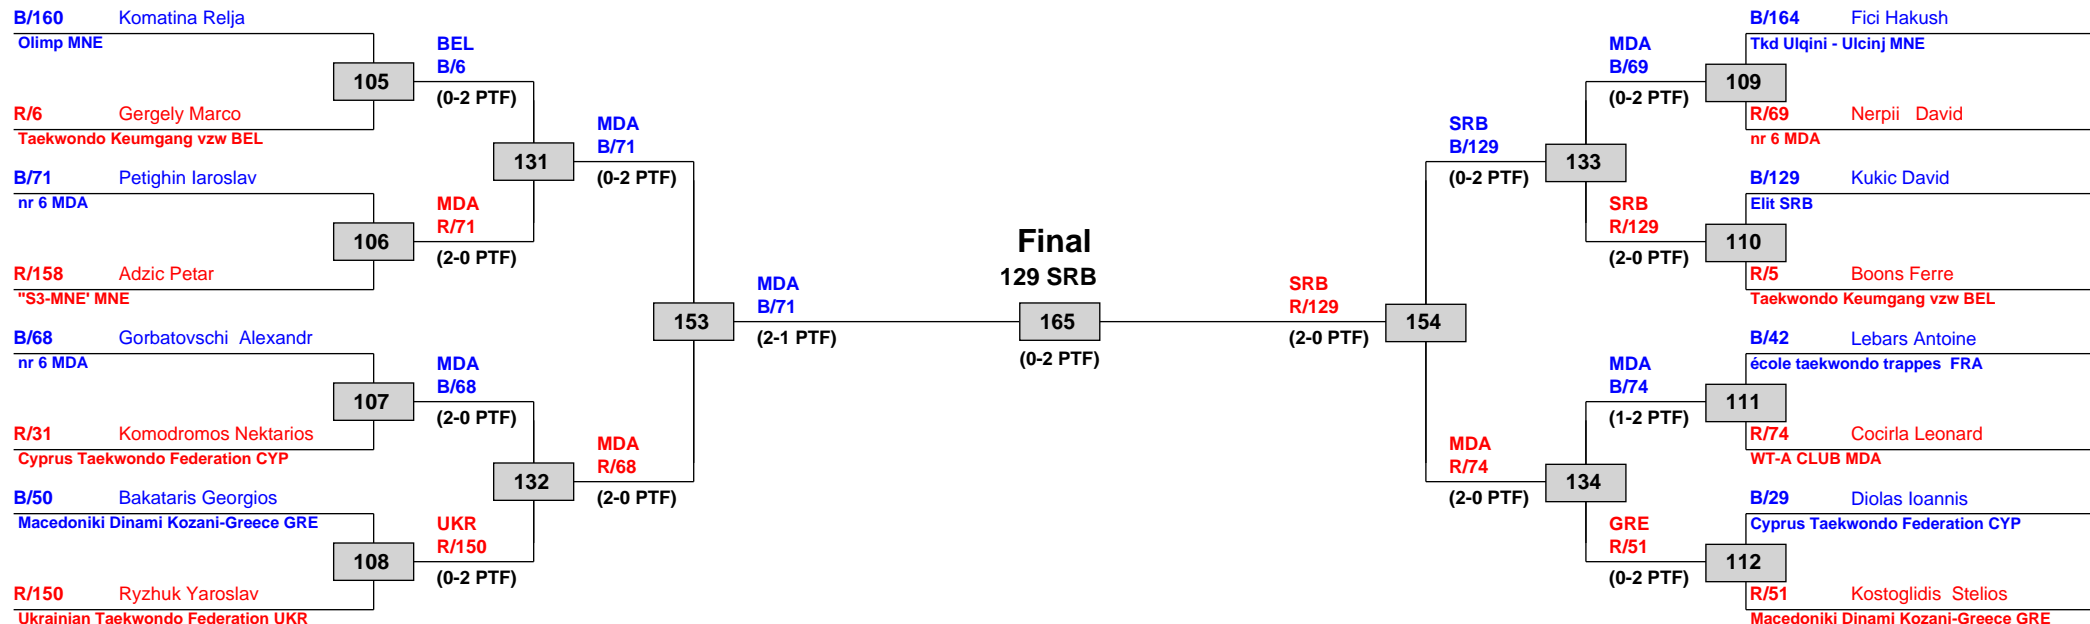 B/160 Komatina Relja
Olimp MNE
R/6 Gergely Marco
Taekwondo Keumgang vzw BEL
B/71 Petighin Iaroslav
nr 6 MDA
R/158 Adzic Petar
"S3-MNE' MNE
B/68 Gorbatovschi Alexandr
nr 6 MDA
R/31 Komodromos Nektarios
Cyprus Taekwondo Federation CYP
B/50 Bakataris Georgios
Macedoniki Dinami Kozani-Greece GRE
R/150 Ryzhuk Yaroslav
Ukrainian Taekwondo Federation UKR
105
106
107
108
BEL
B/6
(0-2 PTF)
MDA
R/71
(2-0 PTF)
MDA
B/68
(2-0 PTF)
UKR
R/150
(0-2 PTF)
131
132
MDA
B/71
(0-2 PTF)
MDA
R/68
(2-0 PTF)
153
MDA
B/71
(2-1 PTF)
Final
129 SRB
165
(0-2 PTF)
SRB
R/129
(2-0 PTF)
154
SRB
B/129
(0-2 PTF)
MDA
R/74
(2-0 PTF)
133
134
MDA
B/69
(0-2 PTF)
SRB
R/129
(2-0 PTF)
MDA
B/74
(1-2 PTF)
GRE
R/51
(0-2 PTF)
109
110
111
112
B/164 Fici Hakush
Tkd Ulqini - Ulcinj MNE
R/69 Nerpii David
nr 6 MDA
B/129 Kukic David
Elit SRB
R/5 Boons Ferre
Taekwondo Keumgang vzw BEL
B/42 Lebars Antoine
école taekwondo trappes FRA
R/74 Cocirla Leonard
WT-A CLUB MDA
B/29 Diolas Ioannis
Cyprus Taekwondo Federation CYP
R/51 Kostoglidis Stelios
Macedoniki Dinami Kozani-Greece GRE